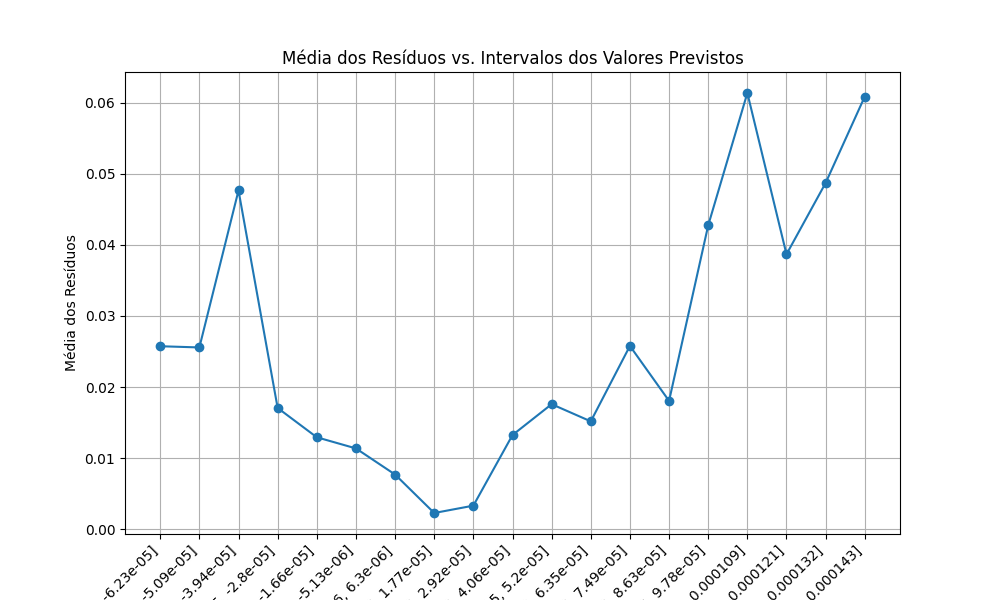 Média dos Resíduos vs. Intervalos dos Valores Previstos
Média dos Resíduos
0.06
0.05
0.04
0.03
0.02
0.01
0.00
-6.23e-05]
-5.09e-05]
-3.94e-05]
-2.8e-05]
-1.66e-05]
-5.13e-06]
6.3e-06]
1.77e-05]
2.92e-05]
4.06e-05]
5.2e-05]
6.35e-05]
7.49e-05]
8.63e-05]
9.78e-05]
0.000109]
0.000121]
0.000132]
0.000143]